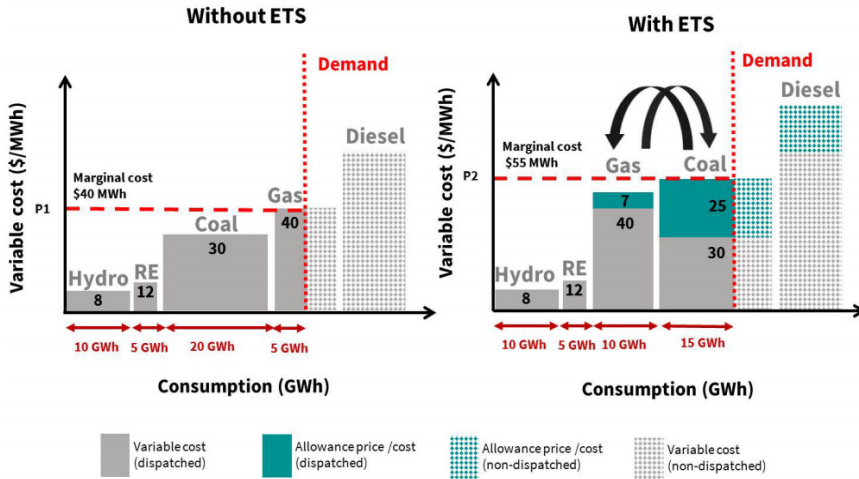 Without ETS
Variable cost ($/MWh)
P1
Marginal cost
$40 MWh
Demand
Hydro
8
RE
12
Coal
30
Gas
40
Diesel
10 GWh
5 GWh
20 GWh
5 GWh
Consumption (GWh)
With ETS
Variable cost ($/MWh)
P2
Marginal cost
$55 MWh
Demand
Hydro
8
RE
12
Gas
7
40
Coal
25
30
Diesel
10 GWh
5 GWh
10 GWh
15 GWh
Consumption (GWh)
Variable cost
(dispatched)
Allowance price /cost
(dispatched)
Allowance price /cost
(non-dispatched)
Variable cost
(non-dispatched)